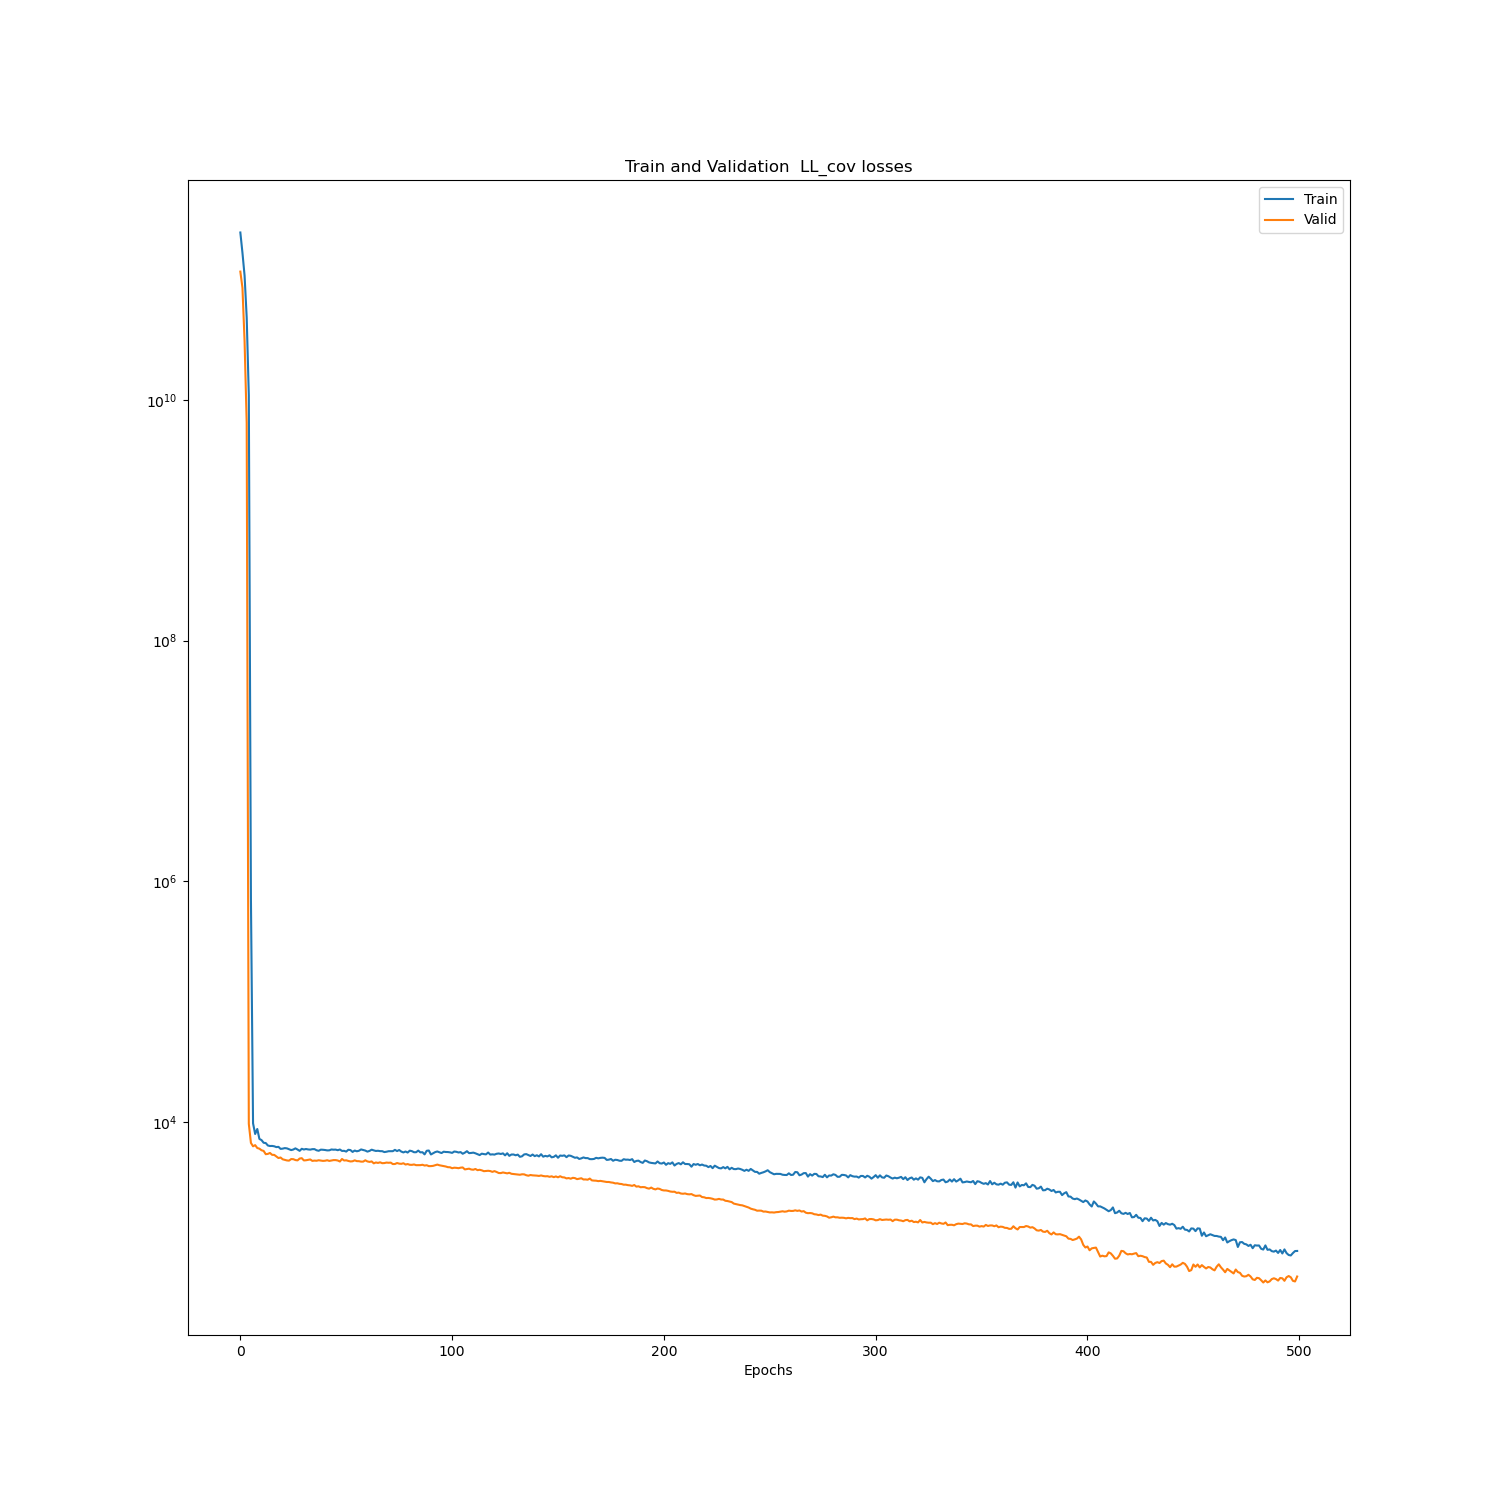 Train and Validation  LL_cov losses
Train
Valid
10^10
10^8
10^6
10^4
0 100 200 300 400 500
Epochs